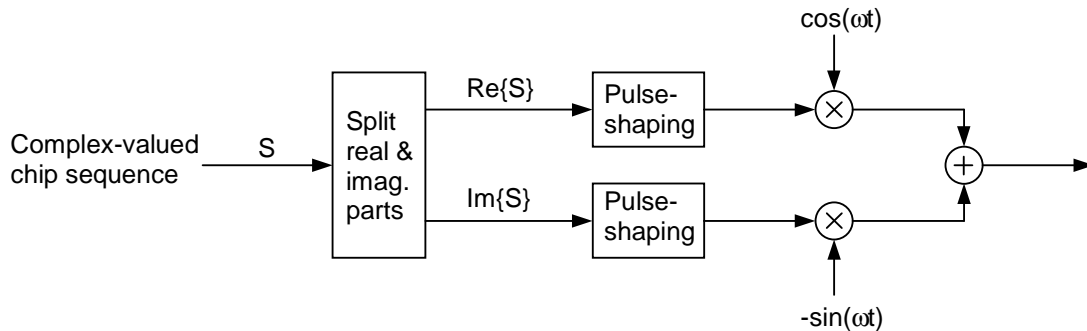 cos(ωt)
Re{S}
Pulse-
shaping
Complex-valued
chip sequence
S
Split
real &
imag.
parts
Im{S}
Pulse-
shaping
-sin(ωt)